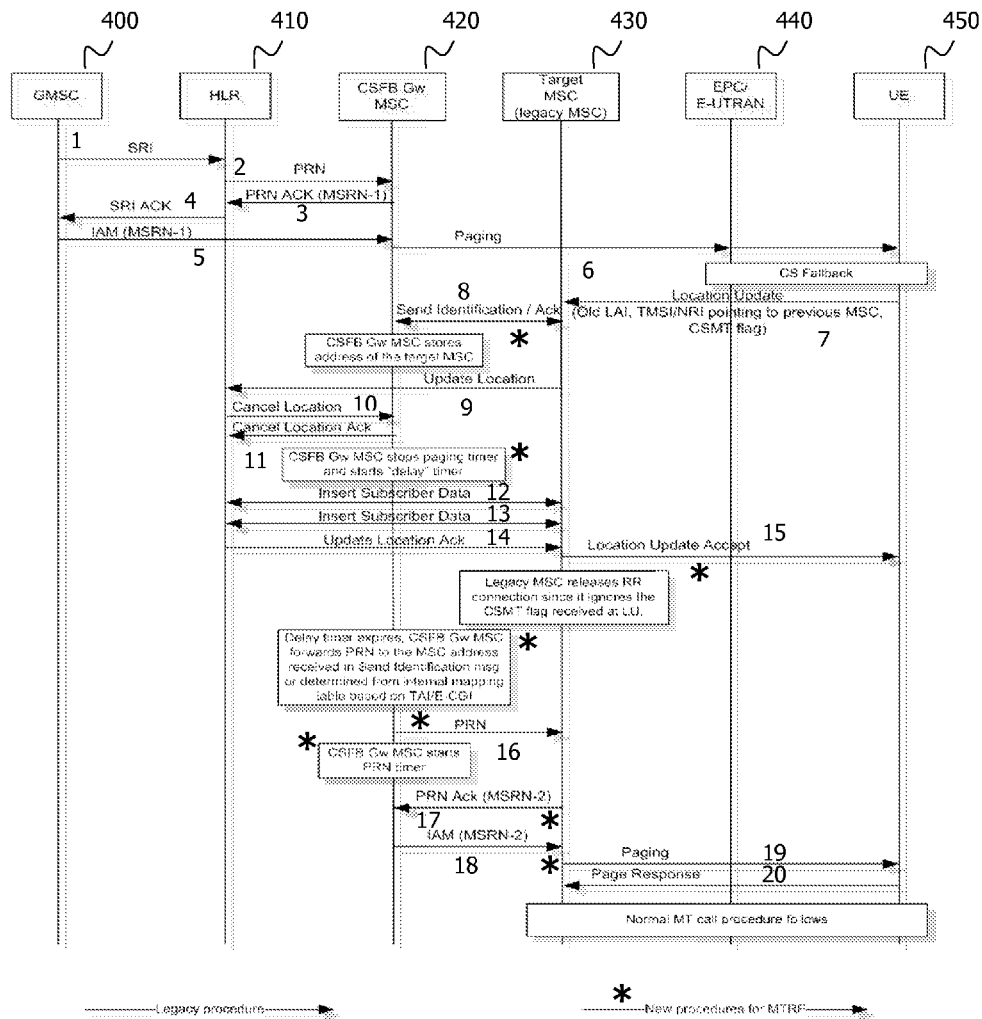 400 410 420 430 440 450
GMSC
HLR
CSFB Gw
MSC
Target
MSC
(legacy MSC)
EPC/
E-UTRAN
UE
1
SRI
2
PRN
PRN ACK (MSRN-1)
3
4
SRI ACK
IAM (MSRN-1)
5
Paging
6
CS Fallback
Location Update
(Old LAI, TMSI/NRI pointing to previous MSC,
CSMT flag)
7
8
Send Identification / Ack
*
CSFB Gw MSC stores
address of the target MSC
Update Location
9
Cancel Location
10
Cancel Location Ack
11
CSFB Gw MSC stops paging timer
and starts "delay" timer
*
Insert Subscriber Data 12
Insert Subscriber Data 13
Update Location Ack 14
15
Location Update Accept
*
Legacy MSC releases RR
connection since it ignores the
CSMT flag received at LU.
Delay timer expires, CSFB Gw MSC
forwards PRN to the MSC address
received in Send Identification msg
or determined from internal mapping
table based on TAI/E-CGI
*
*
PRN
16
*
CSFB Gw MSC starts
PRN timer
PRN Ack (MSRN-2)
17
*
IAM (MSRN-2)
18
*
Paging
19
Page Response
20
Normal MT call procedure follows
Legacy procedure
*
New procedures for MTRF